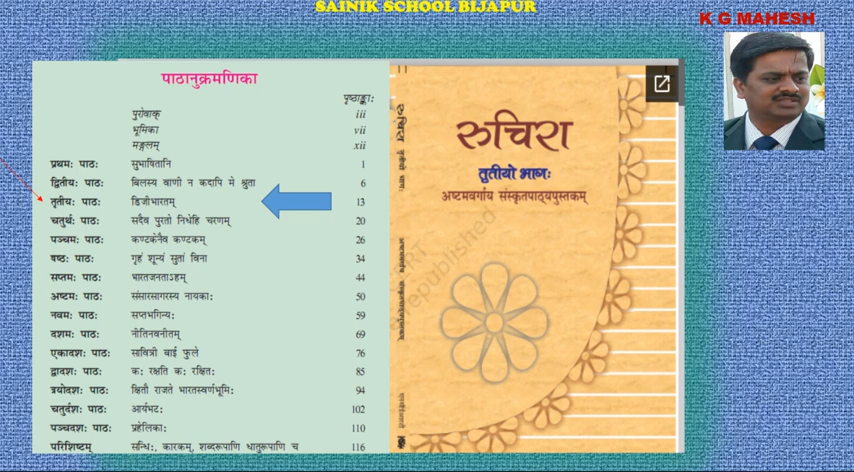 SAINIK SCHOOL BIJAPUR
K G MAHESH
पाठानुक्रमणिका
पृष्ठाङ्का:
पुरोवाक् iii
भूमिका vii
मङ्गलम् xii
प्रथम: पाठ: सुभाषितानि 1
द्वितीय: पाठ: बिलस्य वाणी न कदापि मे श्रुता 6
तृतीय: पाठ: डिजीभारतम् 13
चतुर्थ: पाठ: सदैव पुरतो निधेहि चरणम् 20
पञ्चम: पाठ: कण्टकेनैव कण्टकम् 26
षष्ठ: पाठ: गृहं शून्यं सुतां विना 34
सप्तम: पाठ: भारतजनताऽहम् 44
अष्टम: पाठ: संसारसागरस्य नायका: 50
नवम: पाठ: सप्तभगिन्य: 59
दशम: पाठ: नीतिनवनीतम् 69
एकादश: पाठ: सावित्री बाई फुले 76
द्वादश: पाठ: क: रक्षति क: रक्षित: 85
त्रयोदश: पाठ: क्षितौ राजते भारतस्वर्णभूमि: 94
चतुर्दश: पाठ: आर्यभट: 102
पञ्चदश: पाठ: प्रहेलिका: 110
परिशिष्टम् सन्धि:, कारकम्, शब्दरूपाणि धातुरूपाणि च 116
रुचिरा तृतीयो भाग:
रुचिरा
तृतीयो भाग:
अष्टमवर्गाय संस्कृतपाठ्यपुस्तकम्
republished